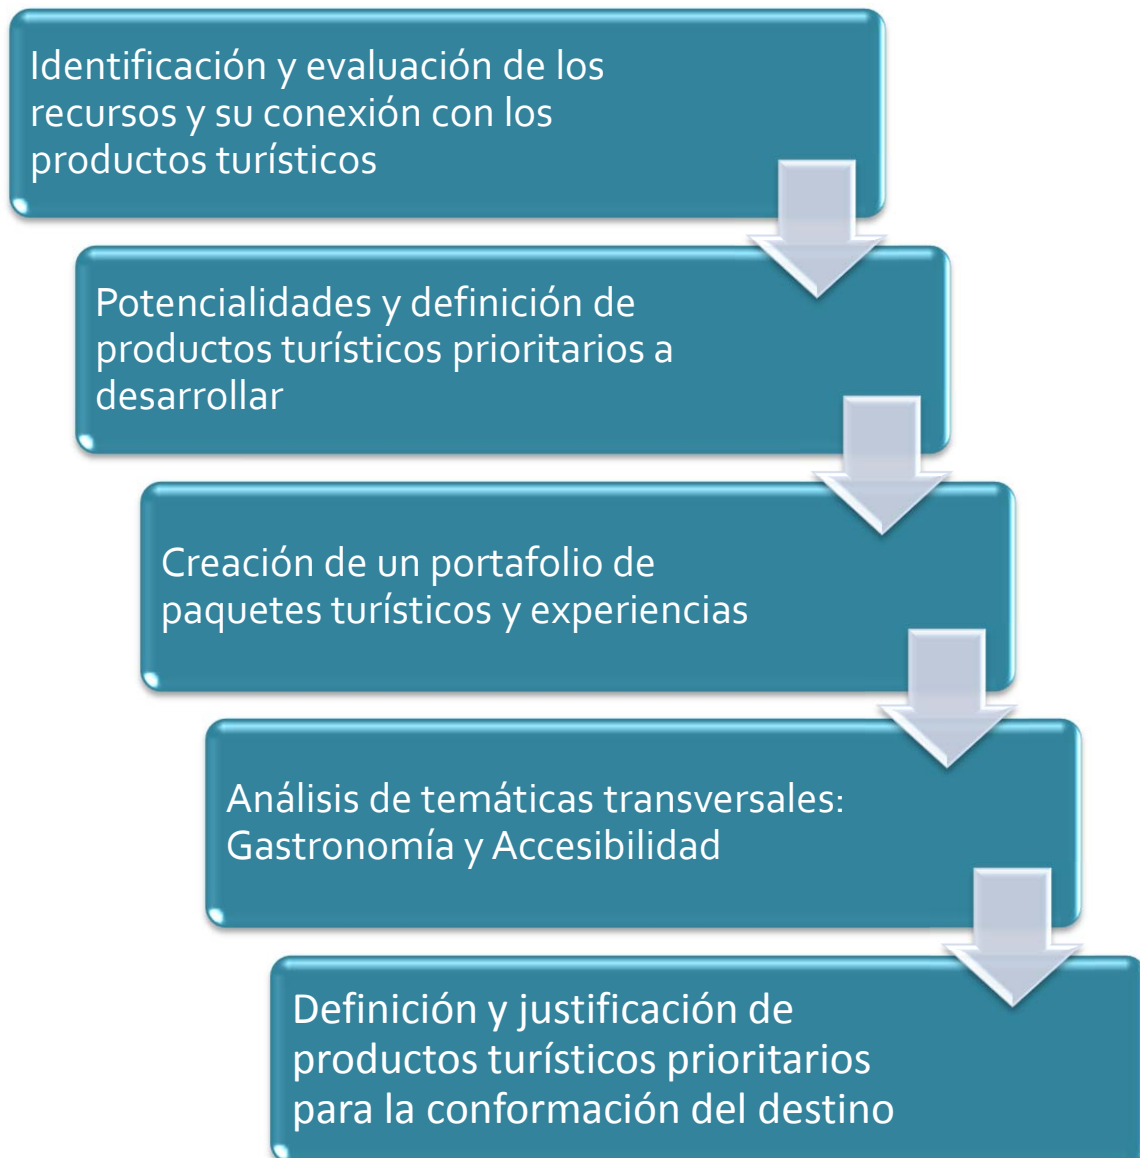 Identificación y evaluación de los
recursos y su conexión con los
productos turísticos
Potencialidades y definición de
productos turísticos prioritarios a
desarrollar
Creación de un portafolio de
paquetes turísticos y experiencias
Análisis de temáticas transversales:
Gastronomía y Accesibilidad
Definición y justificación de
productos turísticos prioritarios
para la conformación del destino